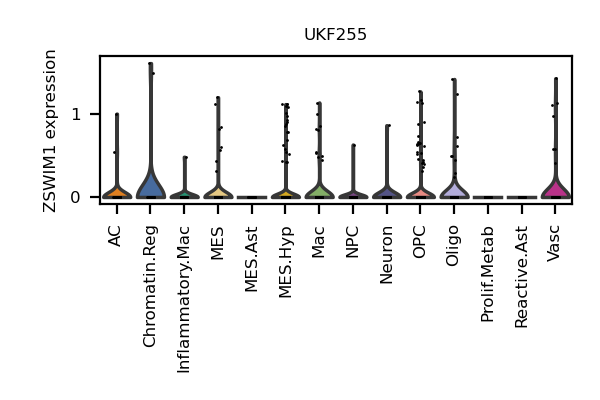 UKF255
ZSWIM1 expression
1
0
AC
Chromatin.Reg
Inflammatory.Mac
MES
MES.Ast
MES.Hyp
Mac
NPC
Neuron
OPC
Oligo
Prolif.Metab
Reactive.Ast
Vasc